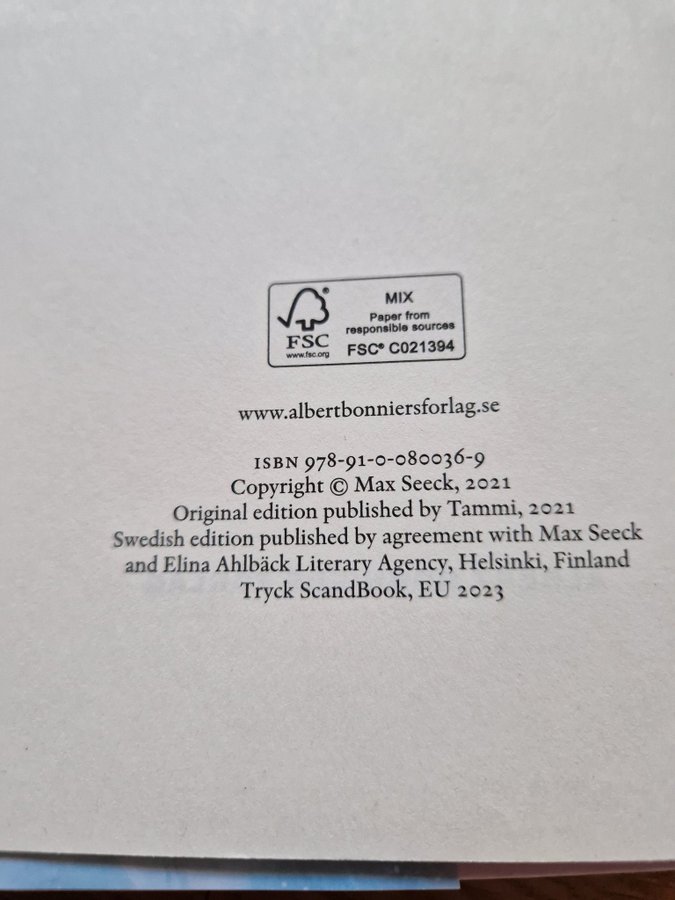 FSC®
www.fsc.org
MIX
Paper from
responsible sources
FSC® C021394
www.albertbonniersforlag.se
ISBN 978-91-0-080036-9
Copyright © Max Seeck, 2021
Original edition published by Tammi, 2021
Swedish edition published by agreement with Max Seeck
and Elina Ahlbäck Literary Agency, Helsinki, Finland
Tryck ScandBook, EU 2023